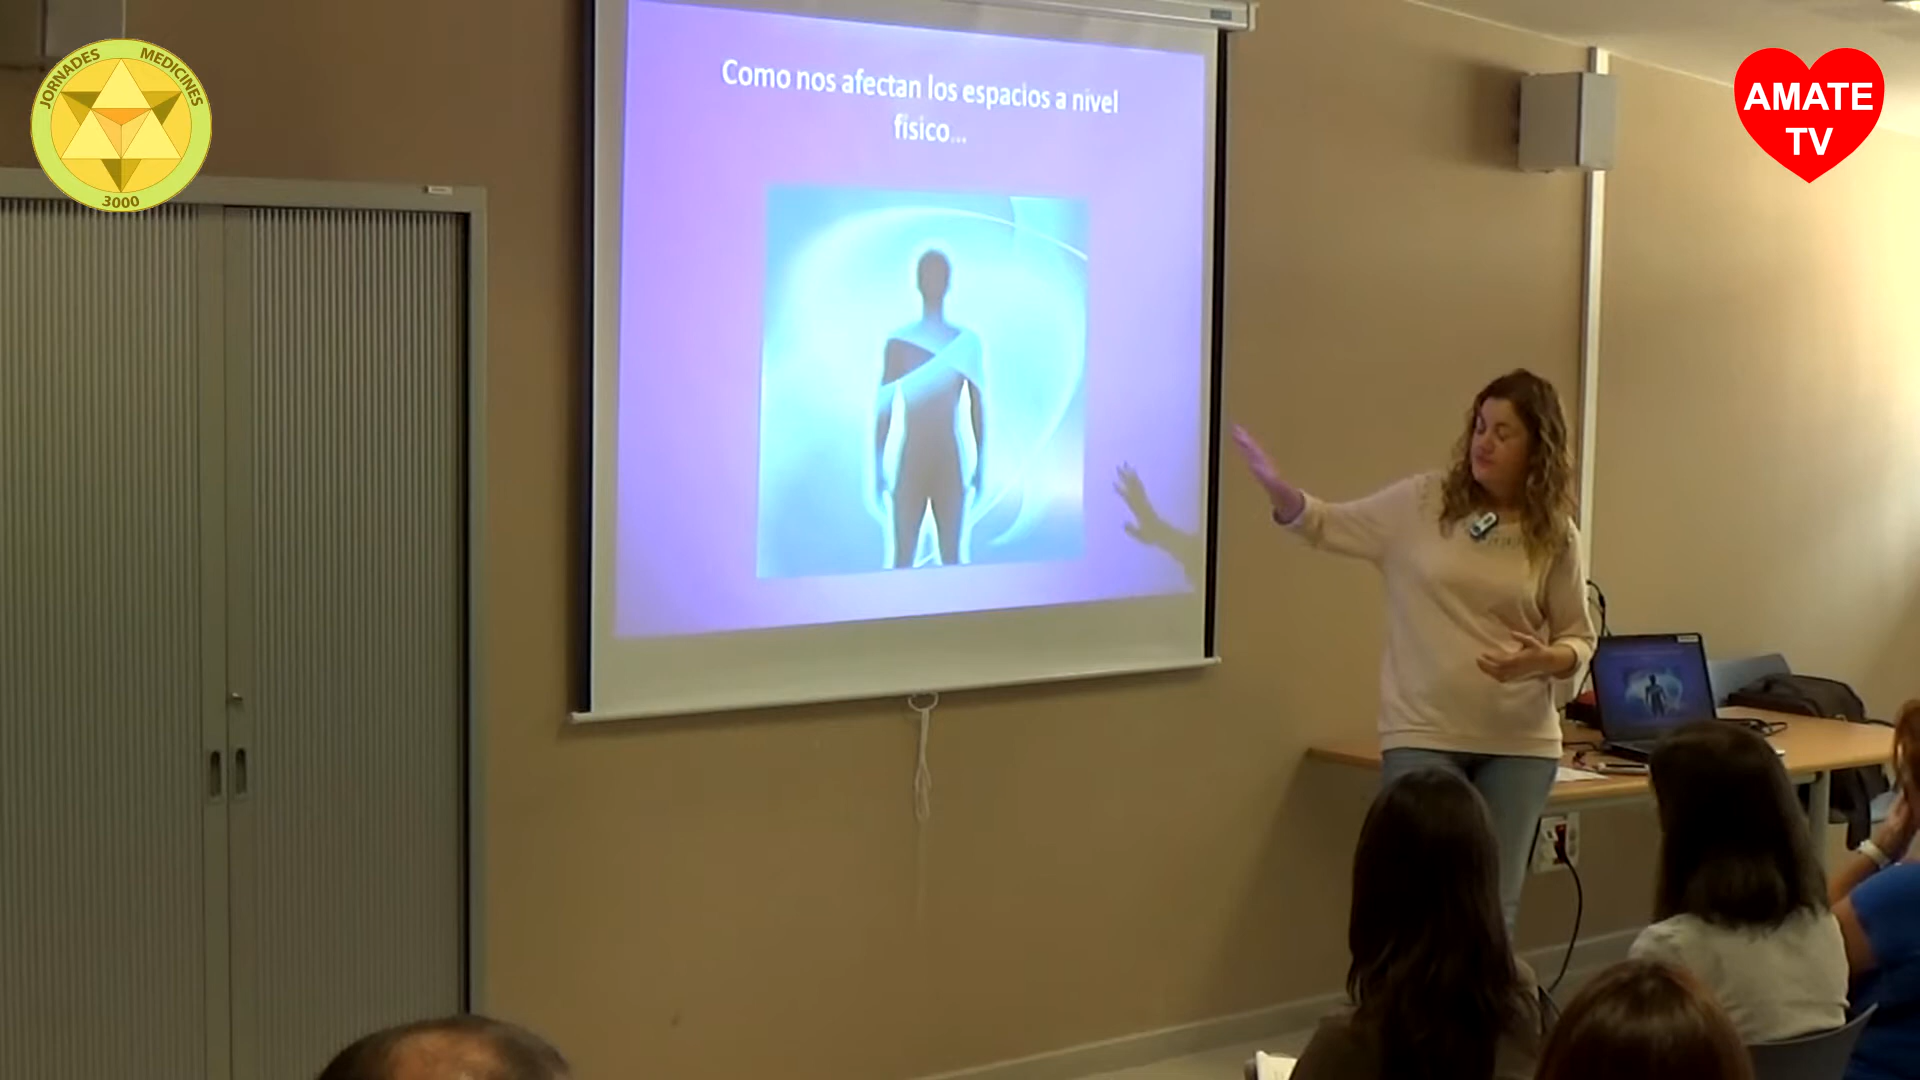 JORNADES MEDICINES
3000
Como nos afectan los espacios a nivel
físico...
AMATE
TV